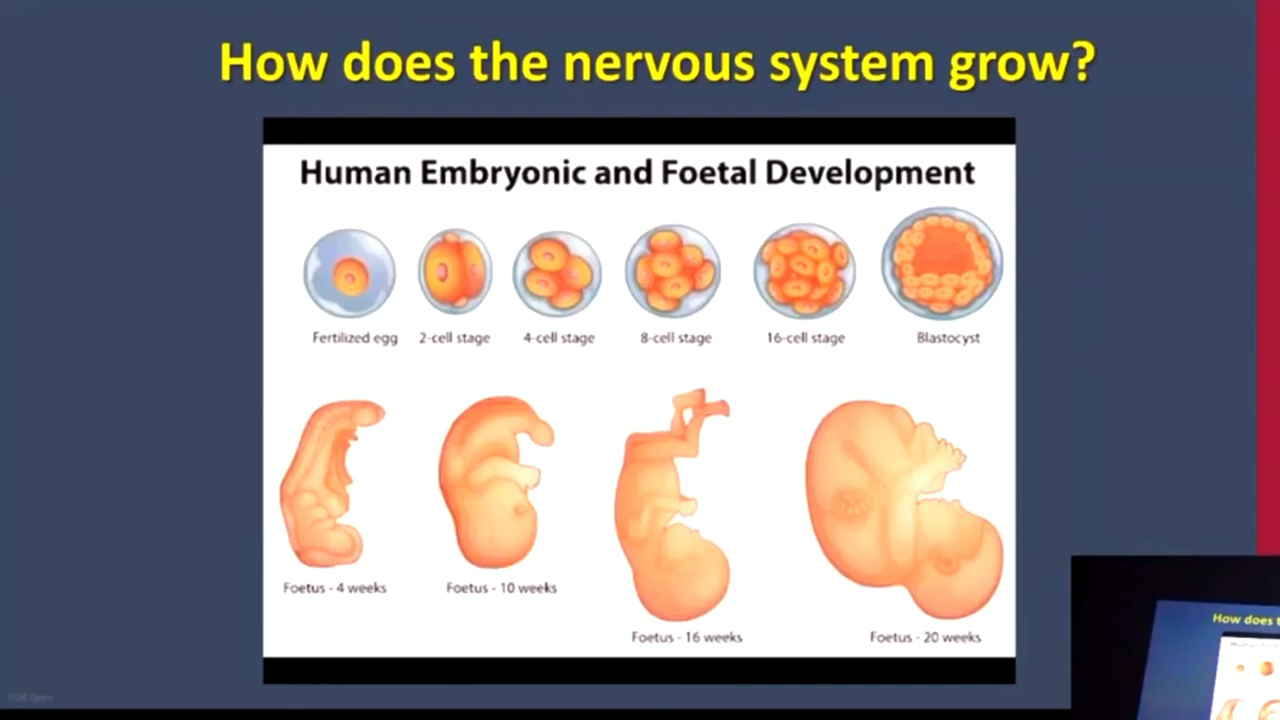 How does the nervous system grow?
Human Embryonic and Foetal Development
Fertilized egg
2-cell stage
4-cell stage
8-cell stage
16-cell stage
Blastocyst
Foetus - 4 weeks
Foetus - 10 weeks
Foetus - 16 weeks
Foetus - 20 weeks
How does